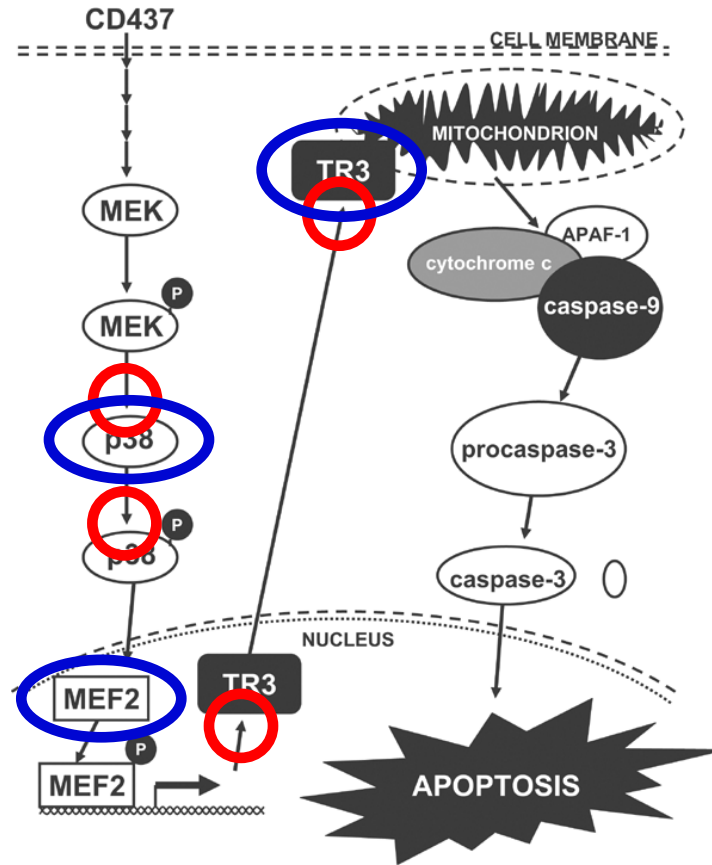 CD437
CELL MEMBRANE
MITOCHONDRION
TR3
MEK
APAF-1
cytochrome c
caspase-9
P
MEK
p38
procaspase-3
P
p38
caspase-3
NUCLEUS
TR3
MEF2
P
MEF2
APOPTOSIS